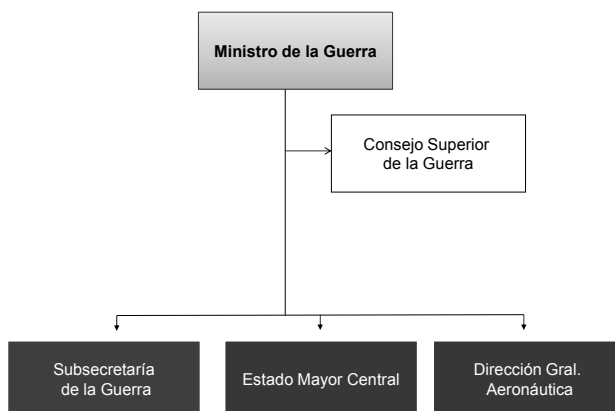 Ministro de la Guerra
Consejo Superior
de la Guerra
Subsecretaría
de la Guerra
Estado Mayor Central
Dirección Gral.
Aeronáutica